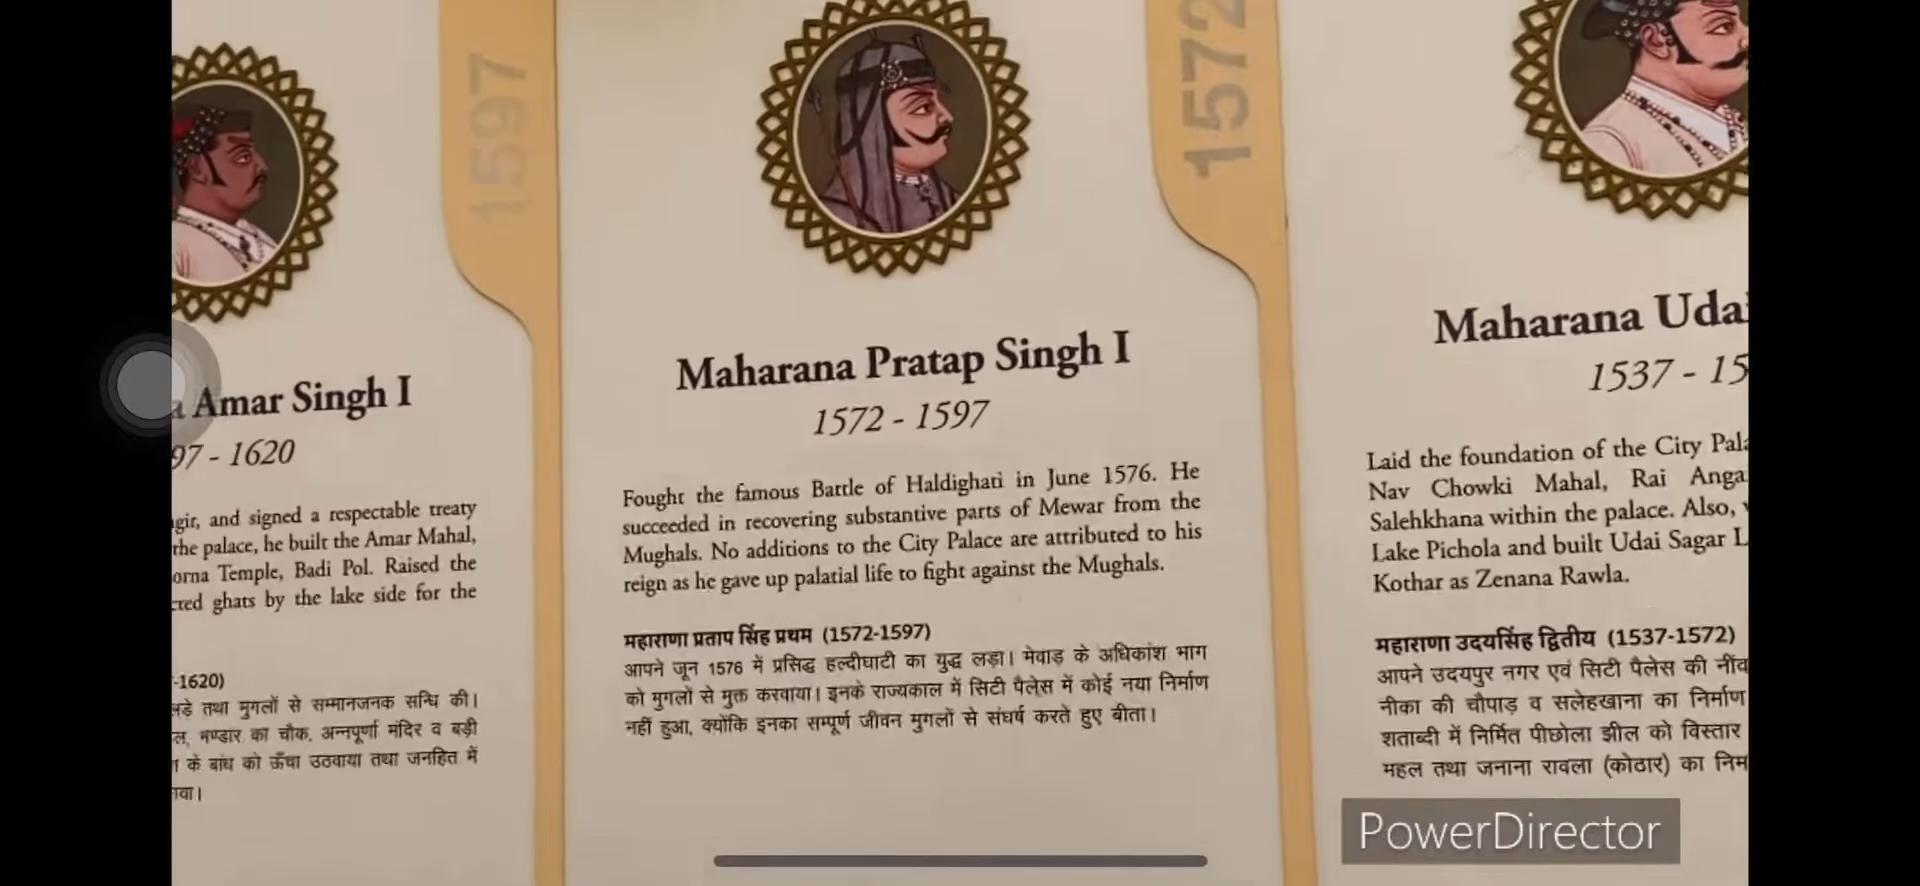 1597
Amar Singh I
97 - 1620
gir, and signed a respectable treaty
the palace, he built the Amar Mahal,
orna Temple, Badi Pol. Raised the
cred ghats by the lake side for the
-1620)
लड़े तथा मुगलों से सम्मानजनक सन्धि की।
ल, भण्डार का चौक, अन्नपूर्णा मंदिर व बड़ी
के बांध को ऊँचा उठवाया तथा जनहित में
1572
Maharana Pratap Singh I
1572 - 1597
Fought the famous Battle of Haldighati in June 1576. He
succeeded in recovering substantive parts of Mewar from the
Mughals. No additions to the City Palace are attributed to his
reign as he gave up palatial life to fight against the Mughals.
महाराणा प्रताप सिंह प्रथम (1572-1597)
आपने जून 1576 में प्रसिद्ध हल्दीघाटी का युद्ध लड़ा। मेवाड़ के अधिकांश भाग
को मुगलों से मुक्त करवाया। इनके राज्यकाल में सिटी पैलेस में कोई नया निर्माण
नहीं हुआ, क्योंकि इनका सम्पूर्ण जीवन मुगलों से संघर्ष करते हुए बीता।
Maharana Udai
1537 - 15
Laid the foundation of the City Pala
Nav Chowki Mahal, Rai Anga
Salehkhana within the palace. Also,
Lake Pichola and built Udai Sagar L
Kothar as Zenana Rawla.
महाराणा उदयसिंह द्वितीय (1537-1572)
आपने उदयपुर नगर एवं सिटी पैलेस की नींव
नीका की चौपाड़ व सलेहखाना का निर्माण
शताब्दी में निर्मित पीछोला झील को विस्तार
महल तथा जनाना रावला (कोठार) का निम
PowerDirector